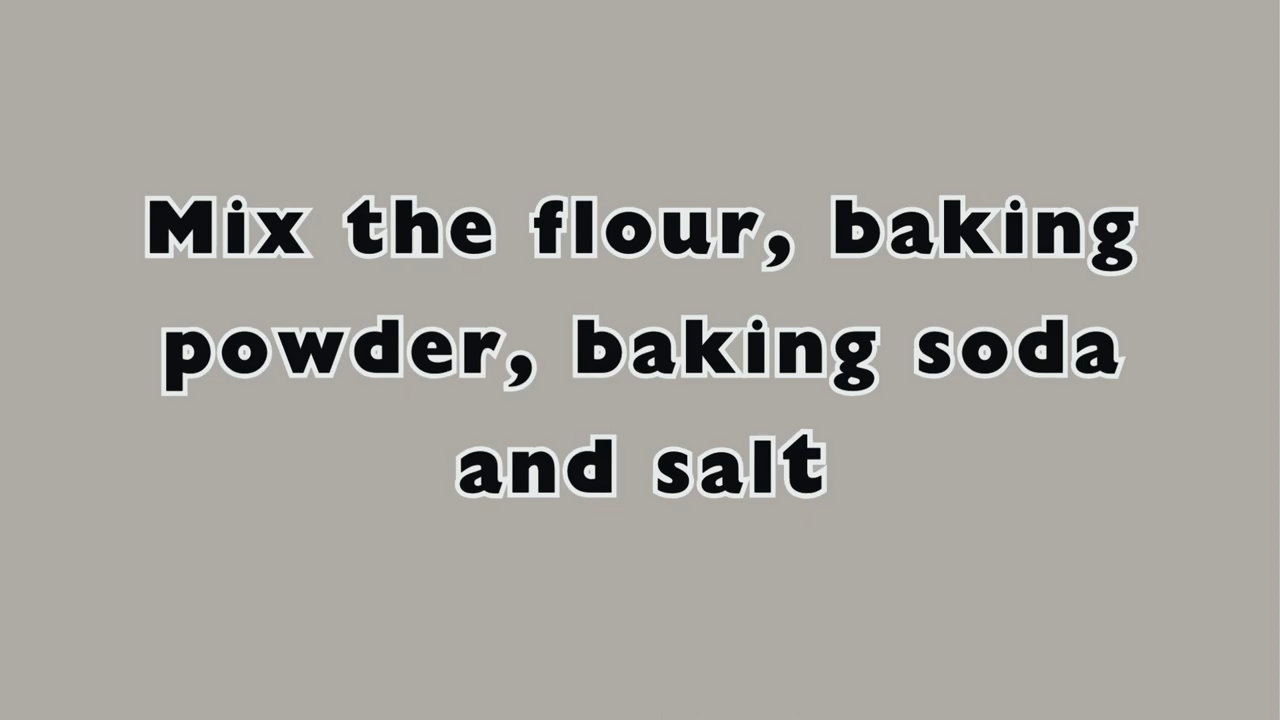 Mix the flour, baking
powder, baking soda
and salt